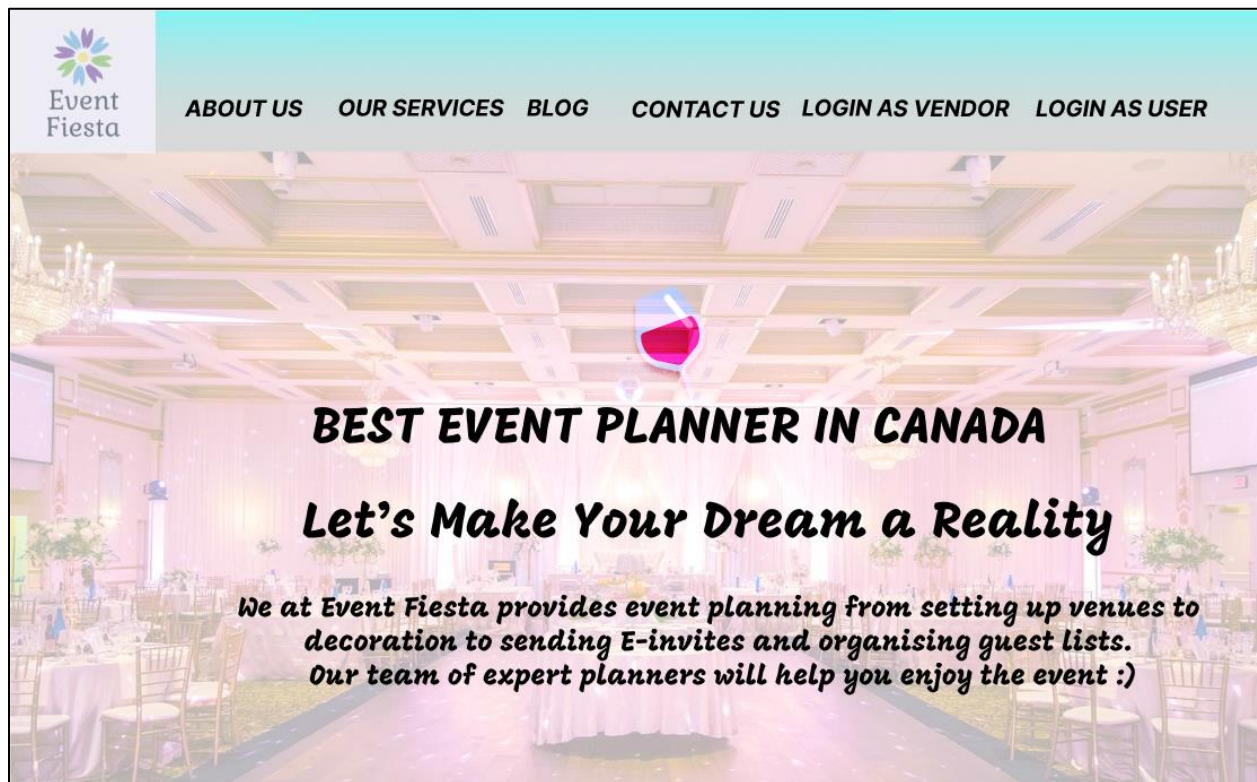 Event
Fiesta
ABOUT US OUR SERVICES BLOG CONTACT US LOGIN AS VENDOR LOGIN AS USER
BEST EVENT PLANNER IN CANADA
Let’s Make Your Dream a Reality
We at Event Fiesta provides event planning from setting up venues to
decoration to sending E-invites and organising guest lists.
Our team of expert planners will help you enjoy the event :)